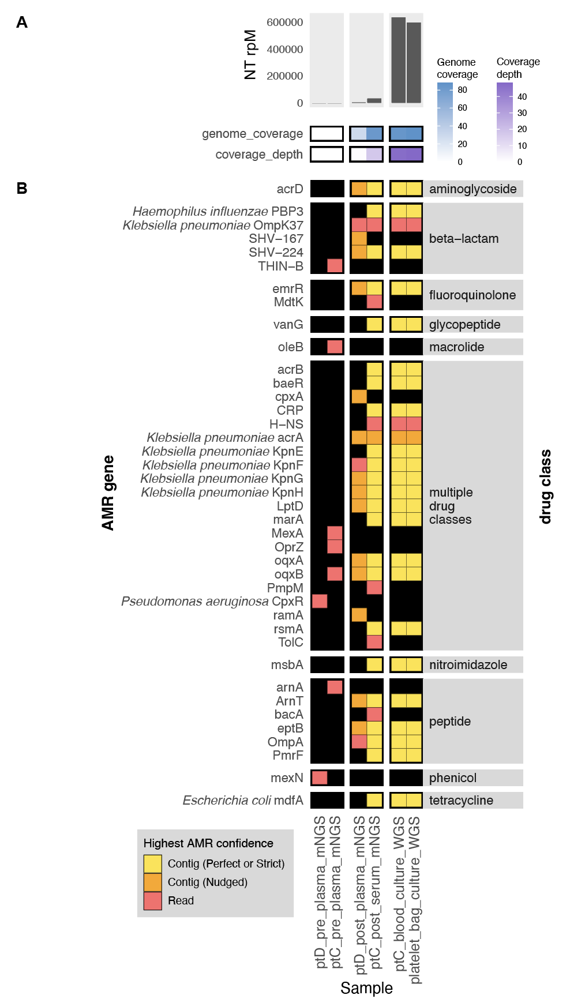 A
NT rpM
600000
400000
200000
0
Genome
coverage
80
60
40
20
0
Coverage
depth
40
30
20
10
0
genome_coverage
coverage_depth
B
AMR gene
drug class
acrD
aminoglycoside
Haemophilus influenzae PBP3
Klebsiella pneumoniae OmpK37
SHV−167
SHV−224
THIN−B
beta−lactam
emrR
MdtK
fluoroquinolone
vanG
glycopeptide
oleB
macrolide
acrB
baeR
cpxA
CRP
H−NS
Klebsiella pneumoniae acrA
Klebsiella pneumoniae KpnE
Klebsiella pneumoniae KpnF
Klebsiella pneumoniae KpnG
Klebsiella pneumoniae KpnH
LptD
marA
MexA
OprZ
oqxA
oqxB
PmpM
Pseudomonas aeruginosa CpxR
ramA
rsmA
TolC
multiple
drug
classes
msbA
nitroimidazole
arnA
ArnT
bacA
eptB
OmpA
PmrF
peptide
mexN
phenicol
Escherichia coli mdfA
tetracycline
ptD_pre_plasma_mNGS
ptC_pre_plasma_mNGS
ptD_post_plasma_mNGS
ptC_post_serum_mNGS
ptC_blood_culture_WGS
platelet_bag_culture_WGS
Sample
Highest AMR confidence
Contig (Perfect or Strict)
Contig (Nudged)
Read